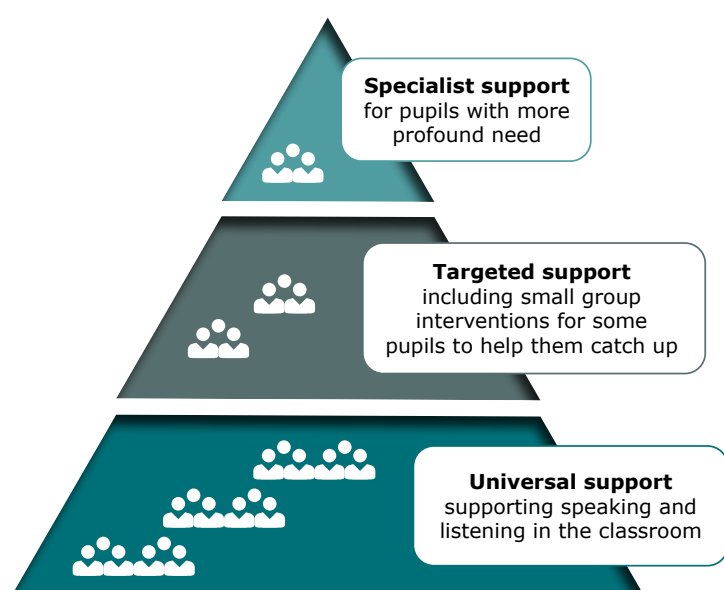 Specialist support
for pupils with more
profound need
Targeted support
including small group
interventions for some
pupils to help them catch up
Universal support
supporting speaking and
listening in the classroom